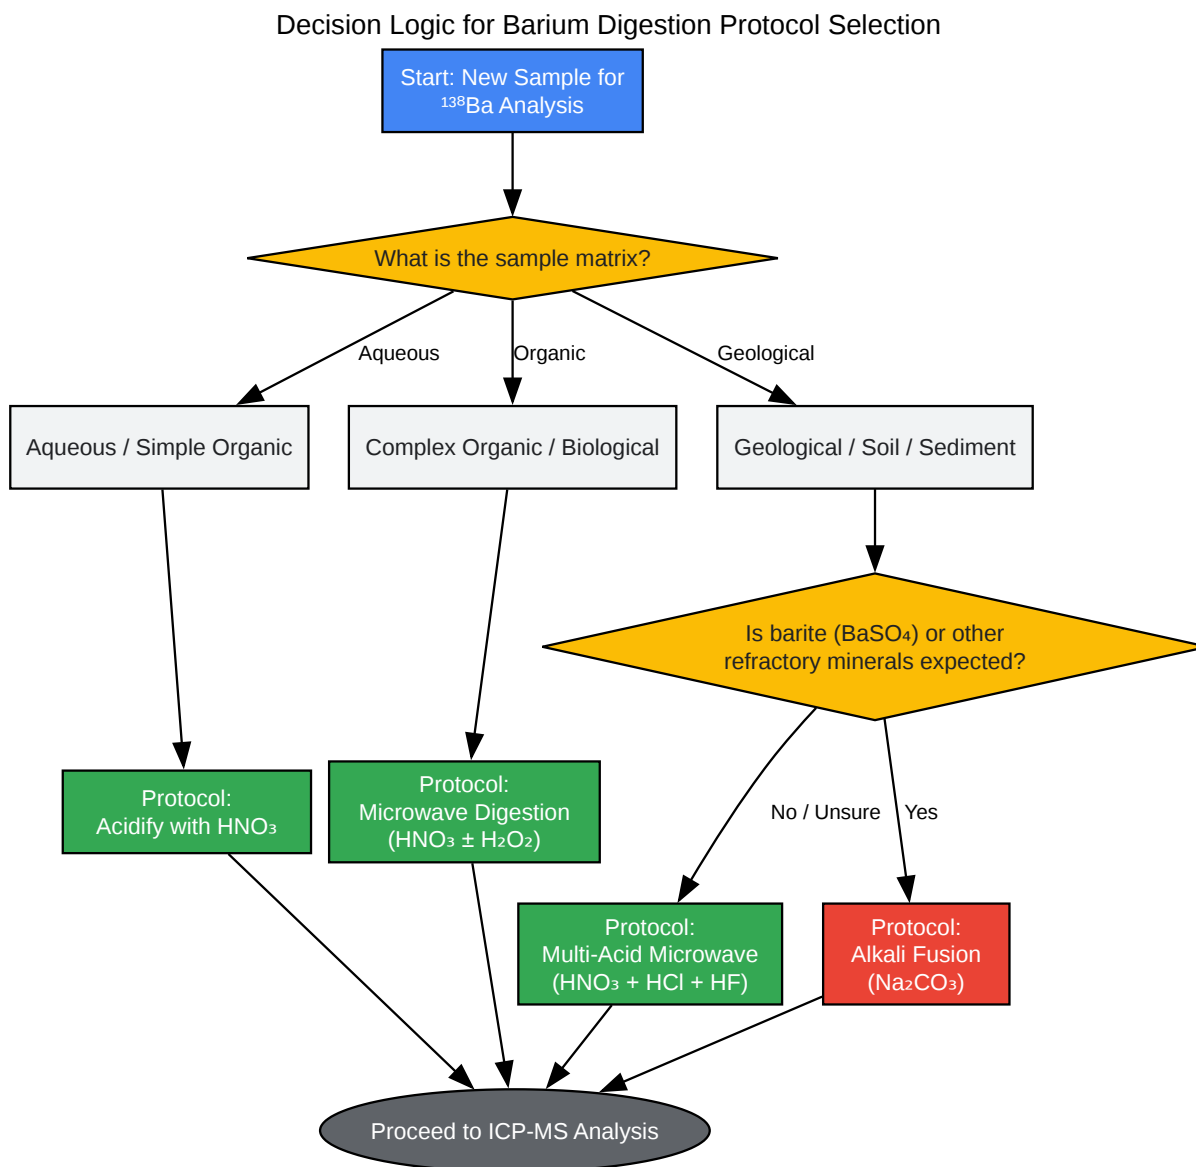 Decision Logic for Barium Digestion Protocol Selection
Start: New Sample for
¹³⁸Ba Analysis
What is the sample matrix?
Aqueous
Organic
Geological
Aqueous / Simple Organic
Complex Organic / Biological
Geological / Soil / Sediment
Is barite (BaSO₄) or other
refractory minerals expected?
No / Unsure
Yes
Protocol:
Acidify with HNO₃
Protocol:
Microwave Digestion
(HNO₃ ± H₂O₂)
Protocol:
Multi-Acid Microwave
(HNO₃ + HCl + HF)
Protocol:
Alkali Fusion
(Na₂CO₃)
Proceed to ICP-MS Analysis